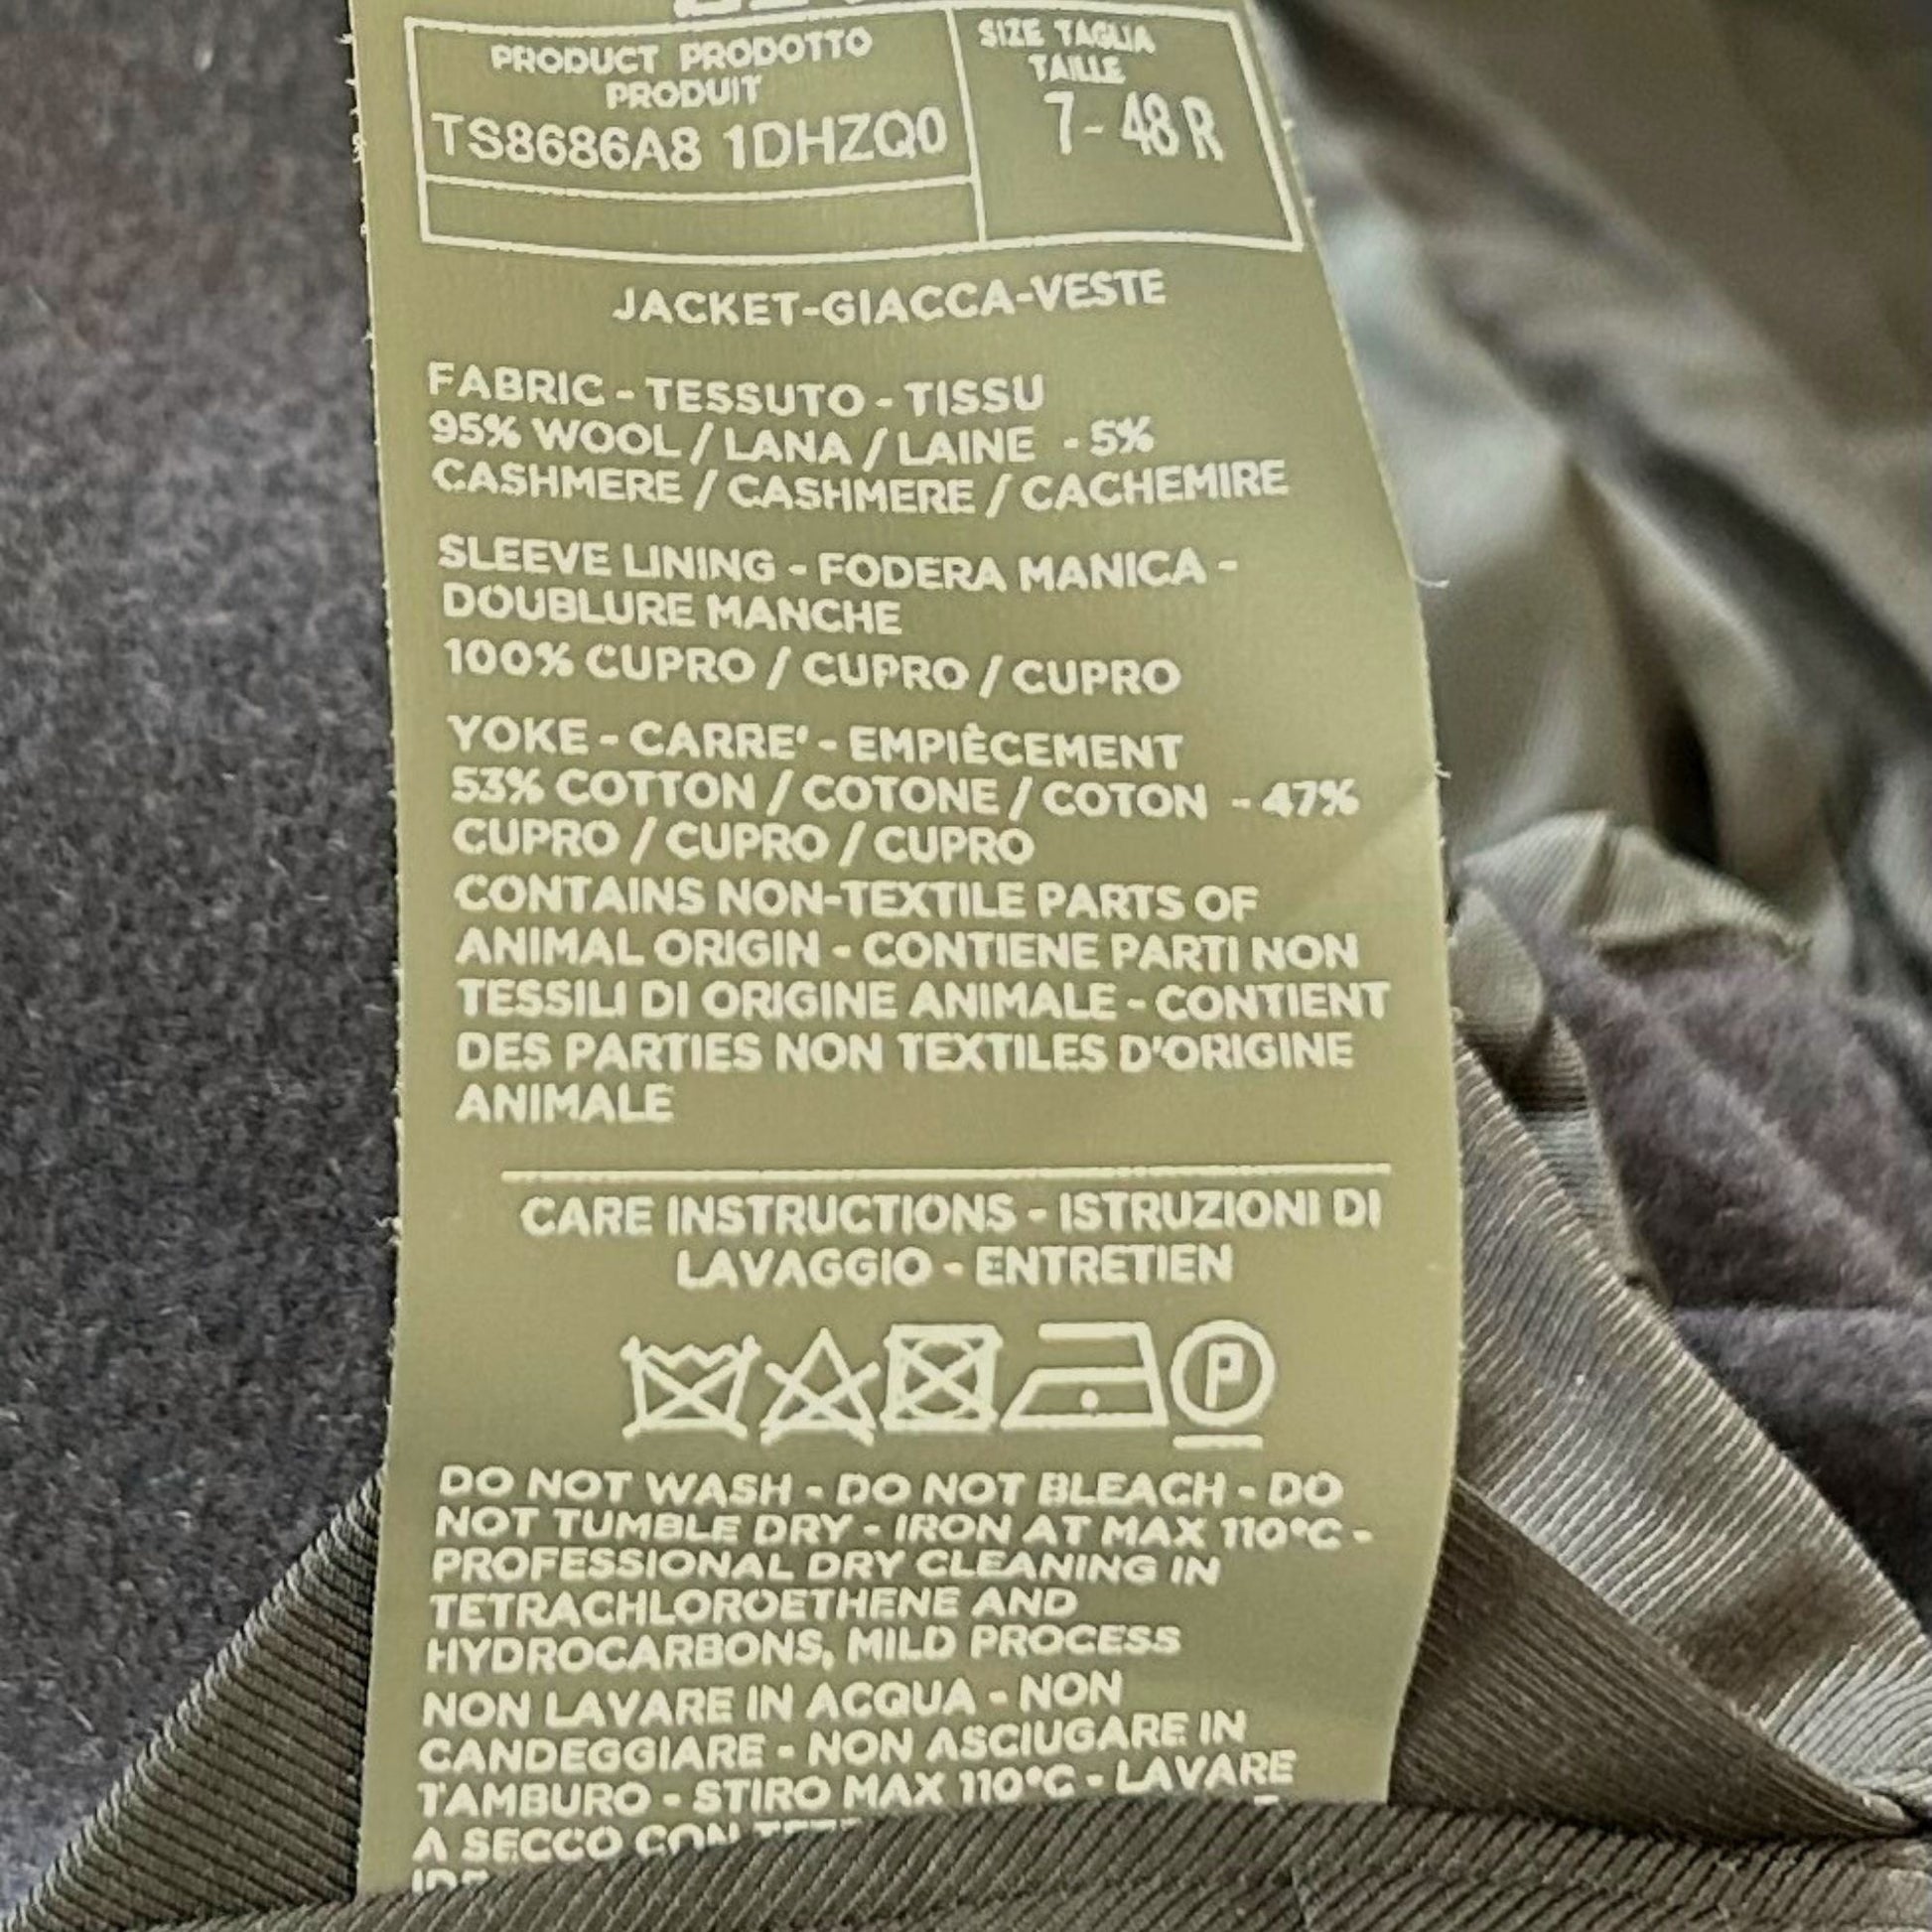 PRODUCT PRODOTTO
PRODUIT
TS8686A8 1DHZQ0
SIZE TAGLIA
TAILLE
7- 48 R
JACKET-GIACCA-VESTE
FABRIC - TESSUTO - TISSU
95% WOOL / LANA / LAINE - 5%
CASHMERE / CASHMERE / CACHEMIRE
SLEEVE LINING - FODERA MANICA -
DOUBLURE MANCHE
100% CUPRO / CUPRO / CUPRO
YOKE - CARRE' - EMPIÈCEMENT
53% COTTON / COTONE / COTON - 47%
CUPRO / CUPRO / CUPRO
CONTAINS NON-TEXTILE PARTS OF
ANIMAL ORIGIN - CONTIENE PARTI NON
TESSILI DI ORIGINE ANIMALE - CONTIENT
DES PARTIES NON TEXTILES D'ORIGINE
ANIMALE
CARE INSTRUCTIONS - ISTRUZIONI DI
LAVAGGIO - ENTRETIEN
P
DO NOT WASH - DO NOT BLEACH - DO
NOT TUMBLE DRY - IRON AT MAX 110°C -
PROFESSIONAL DRY CLEANING IN
TETRACHLOROETHENE AND
HYDROCARBONS, MILD PROCESS
NON LAVARE IN ACQUA - NON
CANDEGGIARE - NON ASCIUGARE IN
TAMBURO - STIRO MAX 110°C - LAVARE
A SECCO CON